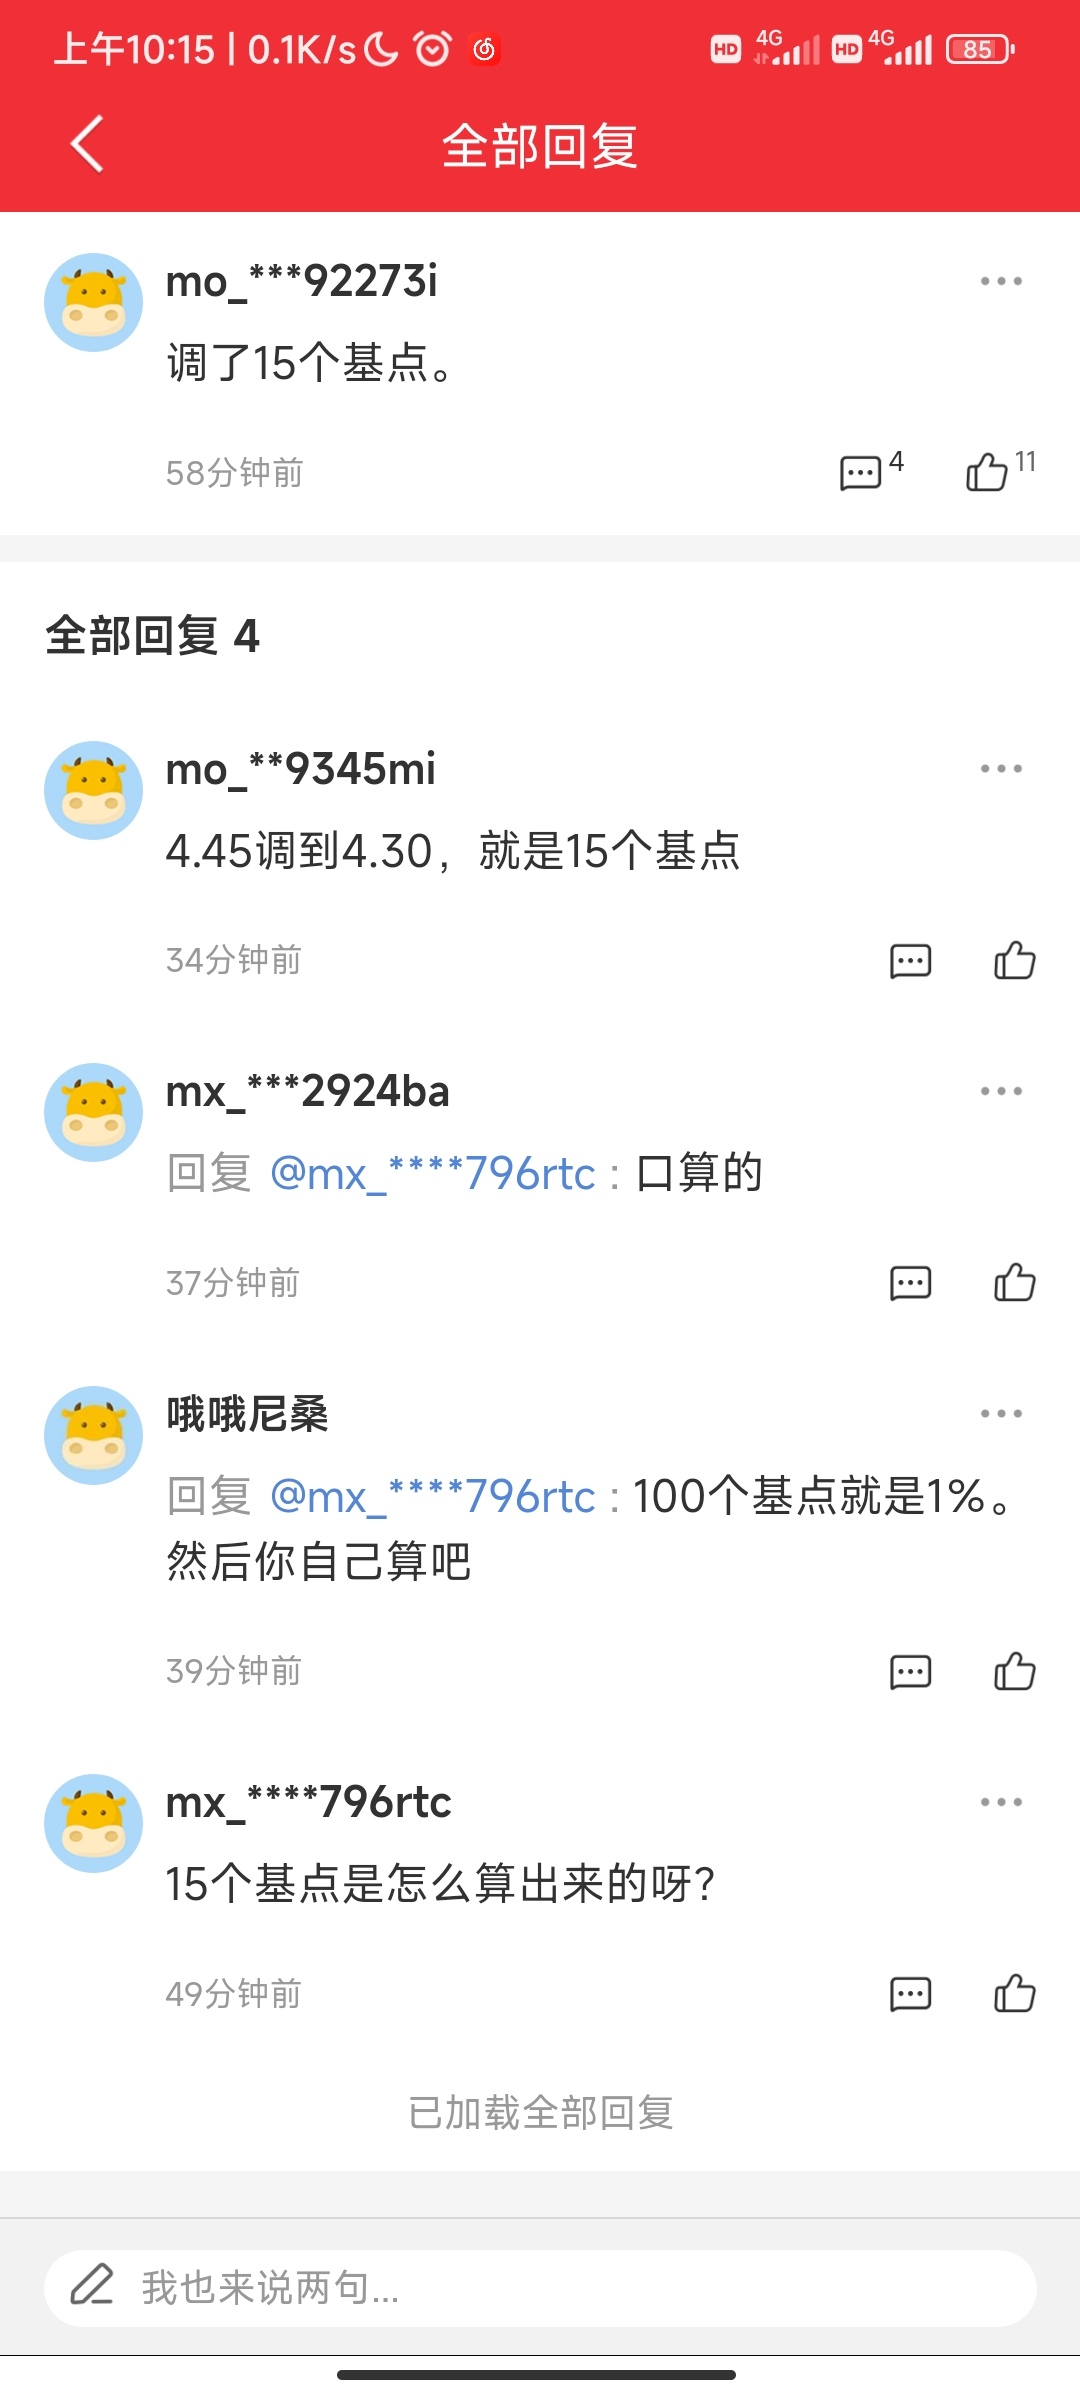 上午10:15 | 0.1K/s HD 4G HD 4G 85
全部回复
mo_***92273i
调了15个基点。
58分钟前 4 11
全部回复 4
mo_**9345mi
4.45调到4.30，就是15个基点
34分钟前
mx_***2924ba
回复 @mx_****796rtc : 口算的
37分钟前
哦哦尼桑
回复 @mx_****796rtc : 100个基点就是1%。
然后你自己算吧
39分钟前
mx_****796rtc
15个基点是怎么算出来的呀?
49分钟前
已加载全部回复
我也来说两句...